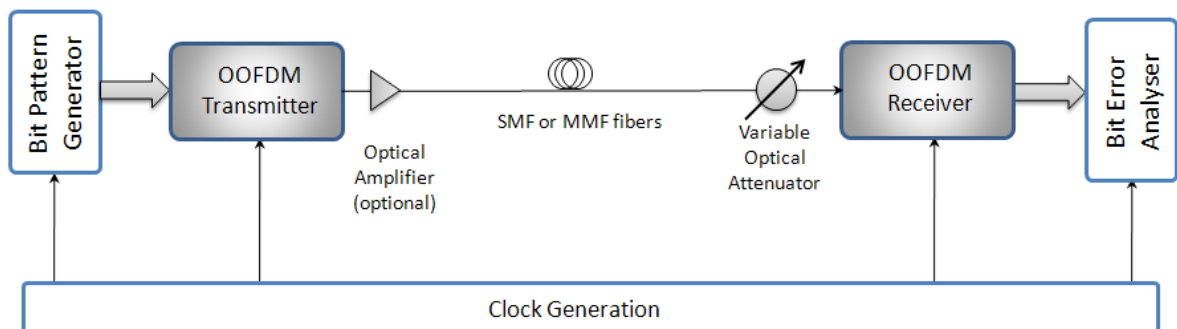 Bit Pattern
Generator
OOFDM
Transmitter
Optical
Amplifier
(optional)
SMF or MMF fibers
Variable
Optical
Attenuator
OOFDM
Receiver
Bit Error
Analyser
Clock Generation